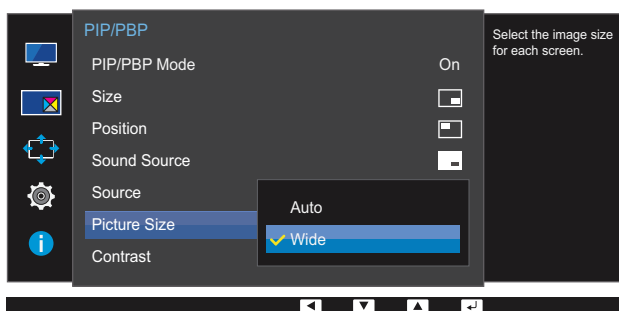 PIP/PBP
PIP/PBP Mode On
Size
Position
Sound Source
Source
Picture Size
Contrast
Auto
Wide
Select the image size
for each screen.